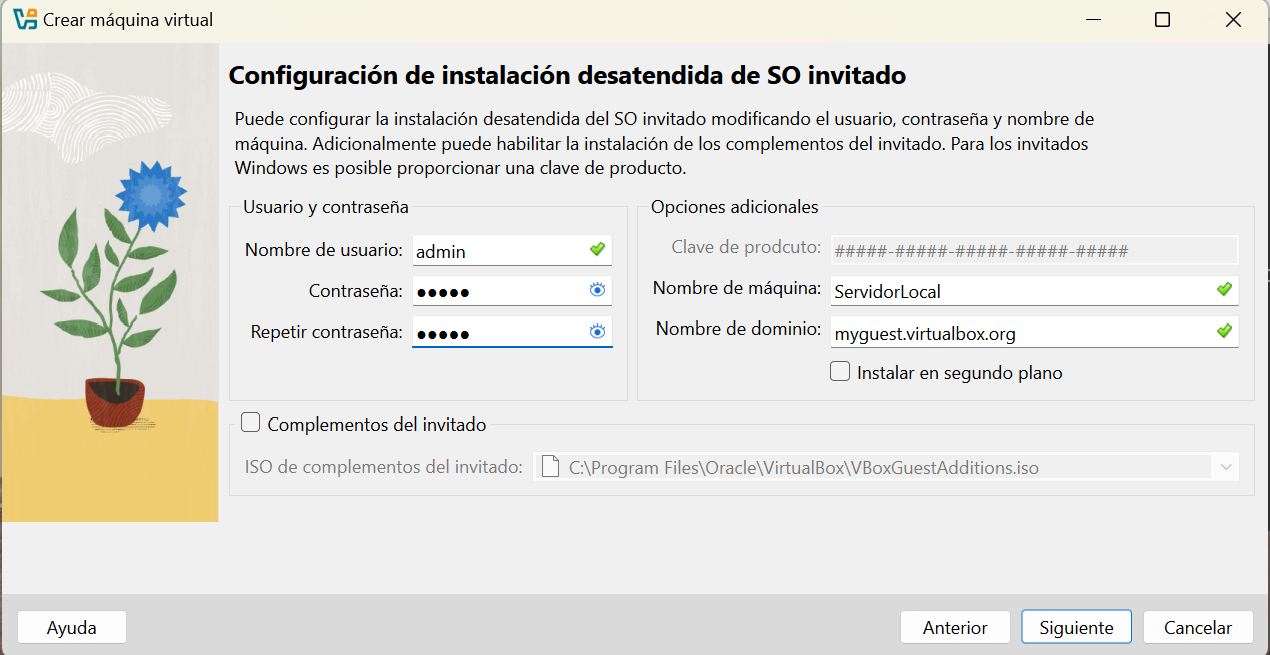 Crear máquina virtual
Configuración de instalación desatendida de SO invitado
Puede configurar la instalación desatendida del SO invitado modificando el usuario, contraseña y nombre de
máquina. Adicionalmente puede habilitar la instalación de los complementos del invitado. Para los invitados
Windows es posible proporcionar una clave de producto.
Usuario y contraseña
Nombre de usuario: admin
Contraseña: ●●●●●
Repetir contraseña: ●●●●●
Opciones adicionales
Clave de prodcuto: #####-#####-#####-#####-#####
Nombre de máquina: ServidorLocal
Nombre de dominio: myguest.virtualbox.org
Instalar en segundo plano
Complementos del invitado
ISO de complementos del invitado: C:\Program Files\Oracle\VirtualBox\VBoxGuestAdditions.iso
Ayuda
Anterior
Siguiente
Cancelar